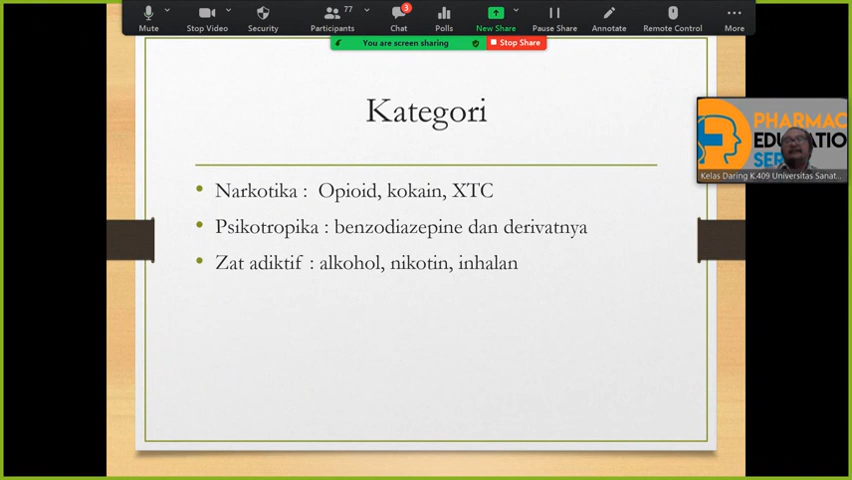 Mute
Stop Video
Security
77
Participants
3
Chat
Polls
New Share
Pause Share
Annotate
Remote Control
More
You are screen sharing
Stop Share
Kategori
Narkotika : Opioid, kokain, XTC
Psikotropika : benzodiazepine dan derivatnya
Zat adiktif : alkohol, nikotin, inhalan
PHARMAC
EDUCATIO
SER
Kelas Daring K.409 Universitas Sanat...